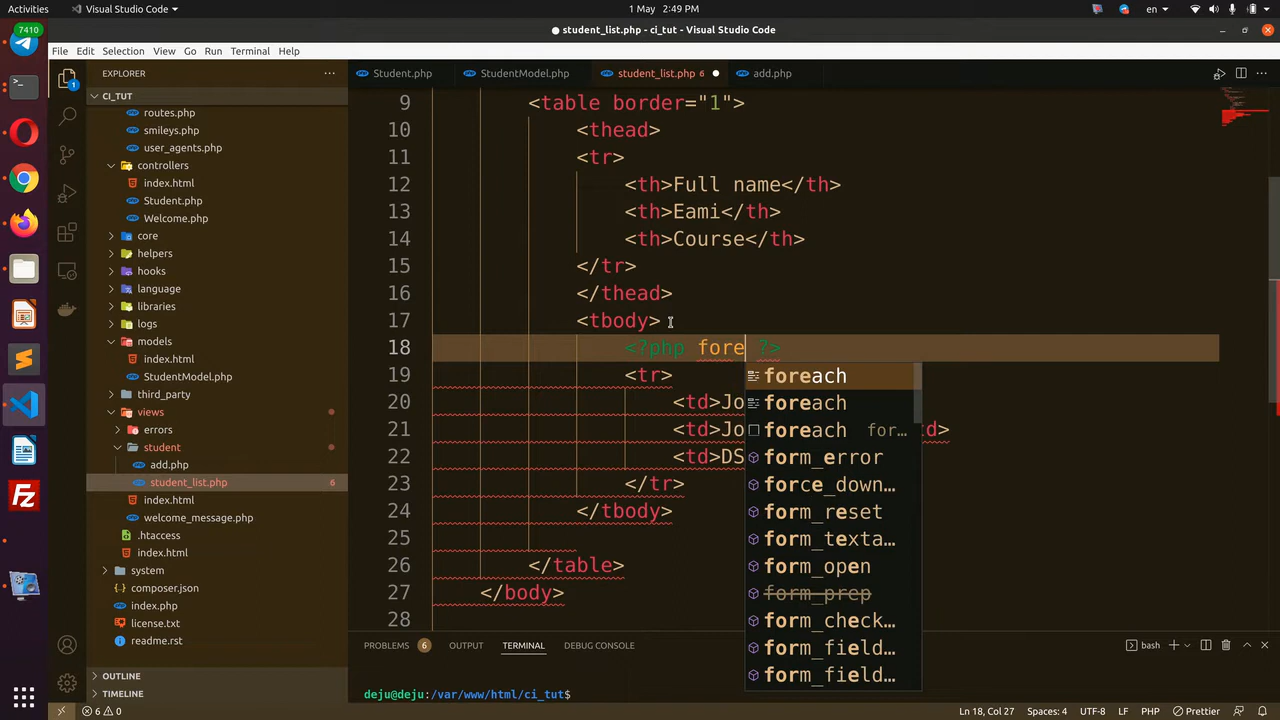 Activities Visual Studio Code 1 May 2:49 PM en
7410
student_list.php - ci_tut - Visual Studio Code
File Edit Selection View Go Run Terminal Help
EXPLORER
CI_TUT
routes.php
smileys.php
user_agents.php
controllers
index.html
Student.php
Welcome.php
core
helpers
hooks
language
libraries
logs
models
index.html
StudentModel.php
third_party
views
errors
student
add.php
student_list.php 6
index.html
welcome_message.php
.htaccess
index.html
system
composer.json
index.php
license.txt
readme.rst
OUTLINE
TIMELINE
Student.php StudentModel.php student_list.php 6 add.php
9 <table border="1">
10 <thead>
11 <tr>
12 <th>Full name</th>
13 <th>Eami</th>
14 <th>Course</th>
15 </tr>
16 </thead>
17 <tbody>
18 <?php fore ?>
19 <tr>
20 <td>Jo
21 <td>Jo d>
22 <td>DS
23 </tr>
24 </tbody>
25
26 </table>
27 </body>
28
foreach
foreach
foreach for…
form_error
force_down…
form_reset
form_texta…
form_open
form_prep
form_check…
form_field…
form_field…
PROBLEMS 6 OUTPUT TERMINAL DEBUG CONSOLE bash
deju@deju:/var/www/html/ci_tut$
6 0 Ln 18, Col 27 Spaces: 4 UTF-8 LF PHP Prettier